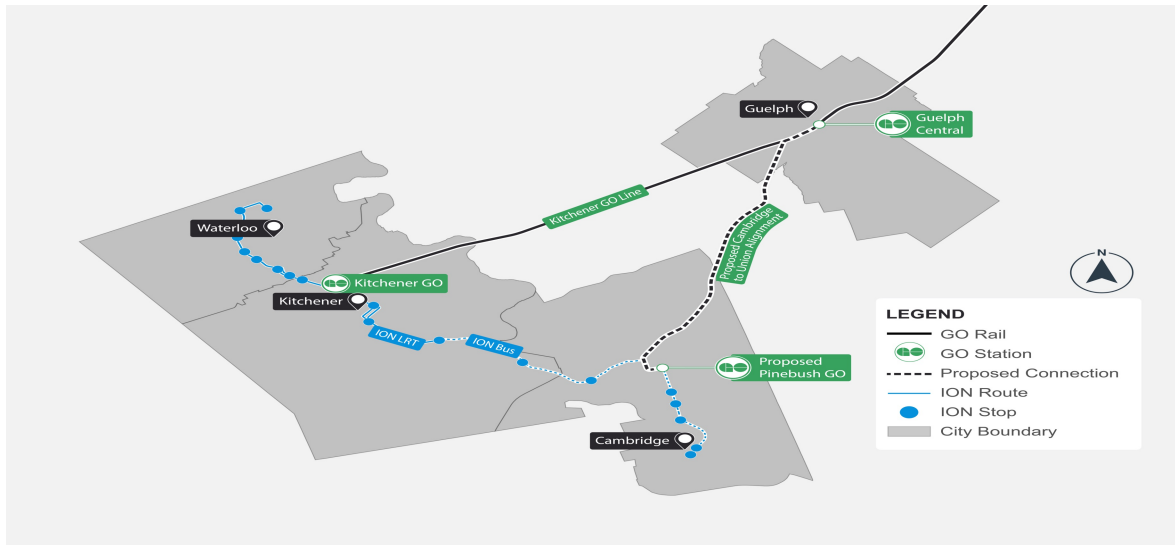 Guelph
Guelph
Central
Kitchener GO Line
Waterloo
Proposed Cambridge
to Union Alignment
Kitchener GO
Kitchener
N
ION LRT
ION Bus
Proposed
Pinebush GO
Cambridge
LEGEND
GO Rail
GO Station
Proposed Connection
ION Route
ION Stop
City Boundary